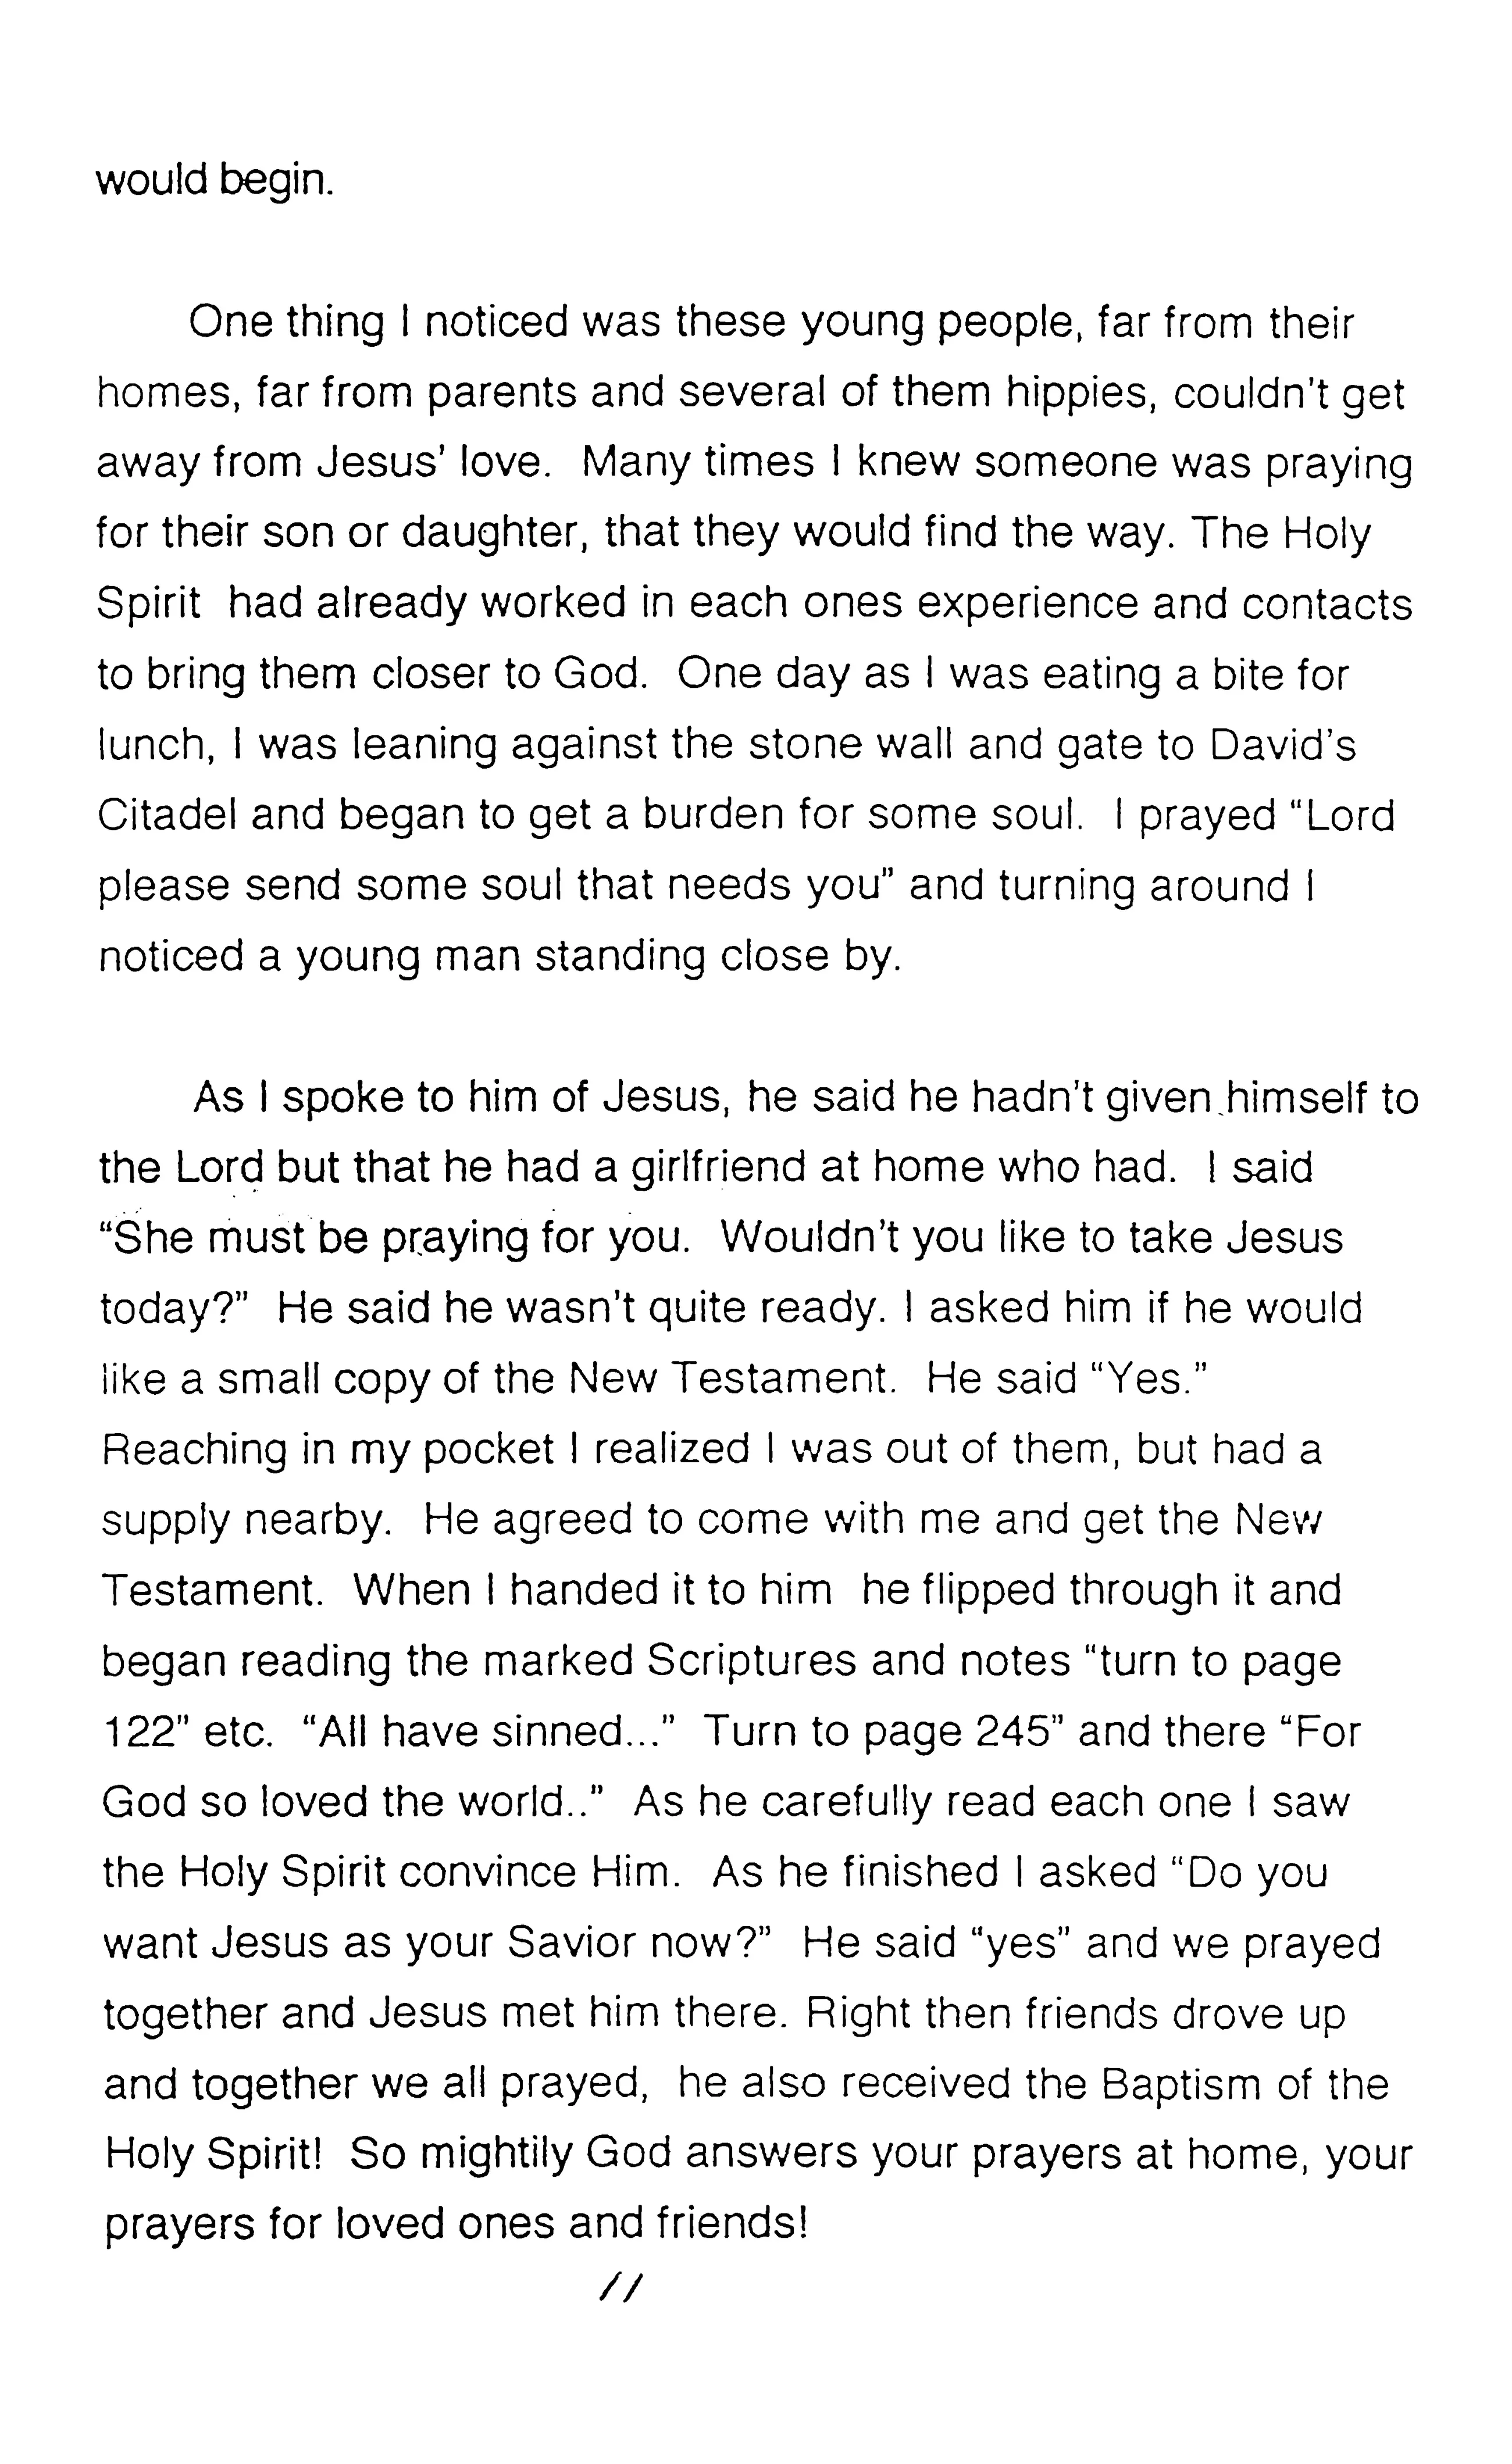 would begin.
One thing I noticed was these young people, far from their
homes, far from parents and several of them hippies, couldn't get
away from Jesus' love.  Many times I knew someone was praying
for their son or daughter, that they would find the way. The Holy
Spirit  had already worked in each ones experience and contacts
to bring them closer to God.  One day as I was eating a bite for
lunch, I was leaning against the stone wall and gate to David's
Citadel and began to get a burden for some soul.  I prayed "Lord
please send some soul that needs you" and turning around I
noticed a young man standing close by.
As I spoke to him of Jesus, he said he hadn't given himself to
the Lord but that he had a girlfriend at home who had.  I said
"She must be praying for you.  Wouldn't you like to take Jesus
today?"  He said he wasn't quite ready. I asked him if he would
like a small copy of the New Testament.  He said "Yes."
Reaching in my pocket I realized I was out of them, but had a
supply nearby.  He agreed to come with me and get the New
Testament.  When I handed it to him  he flipped through it and
began reading the marked Scriptures and notes "turn to page
122" etc.  "All have sinned..."  Turn to page 245" and there "For
God so loved the world.."  As he carefully read each one I saw
the Holy Spirit convince Him.  As he finished I asked "Do you
want Jesus as your Savior now?"  He said "yes" and we prayed
together and Jesus met him there. Right then friends drove up
and together we all prayed,  he also received the Baptism of the
Holy Spirit!  So mightily God answers your prayers at home, your
prayers for loved ones and friends!
11